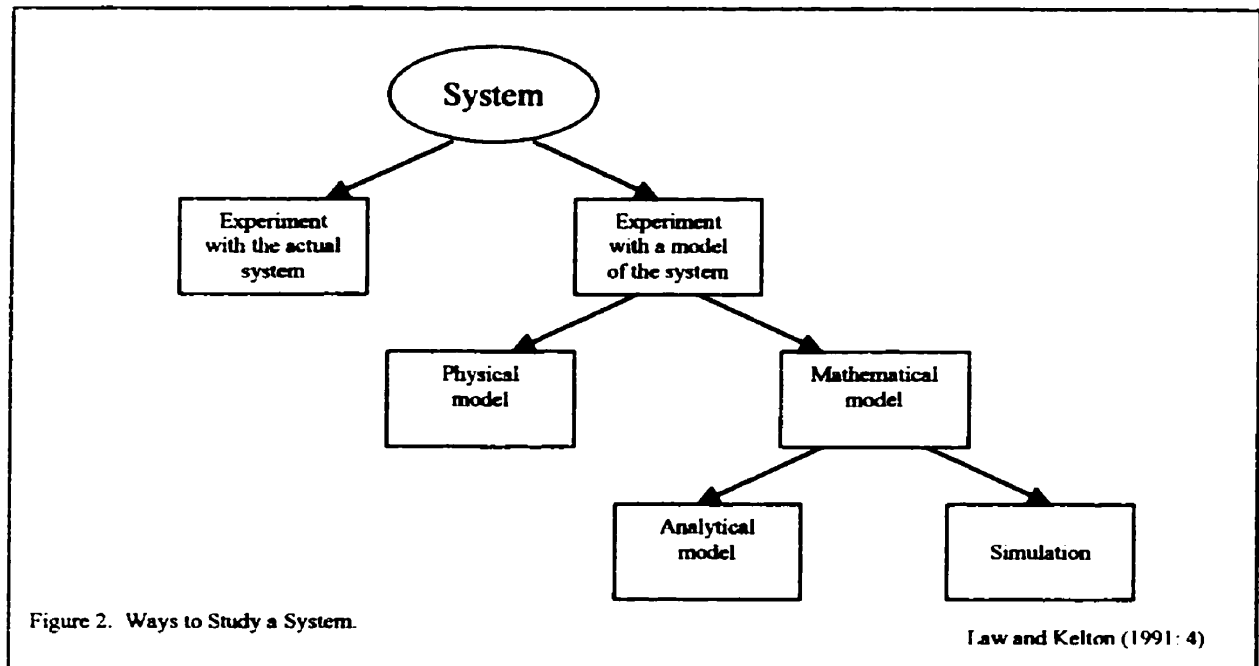 System
Experiment
with the actual
system
Experiment
with a model
of the system
Physical
model
Mathematical
model
Analytical
model
Simulation
Figure 2. Ways to Study a System.
Law and Kelton (1991: 4)